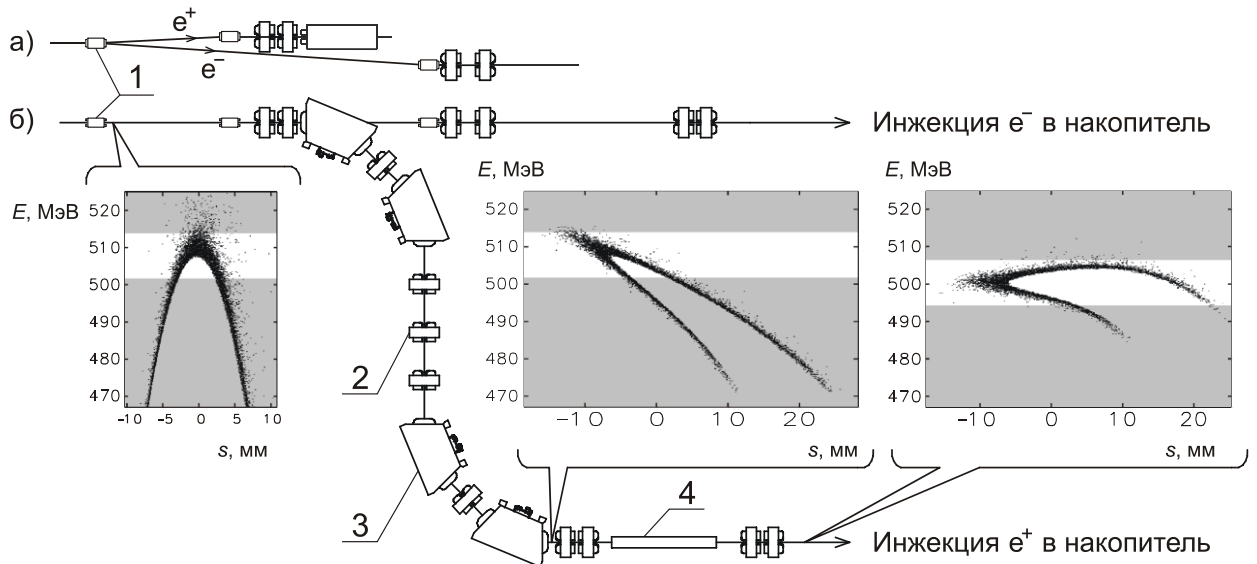 а)
e⁺
e⁻
1
б)
Инжекция e⁻ в накопитель
E, МэВ
520
510
500
490
480
470
-10 -5 0 5 10
s, мм
E, МэВ
520
510
500
490
480
470
-10 0 10 20
s, мм
E, МэВ
520
510
500
490
480
470
-10 0 10 20
s, мм
2
3
4
Инжекция e⁺ в накопитель